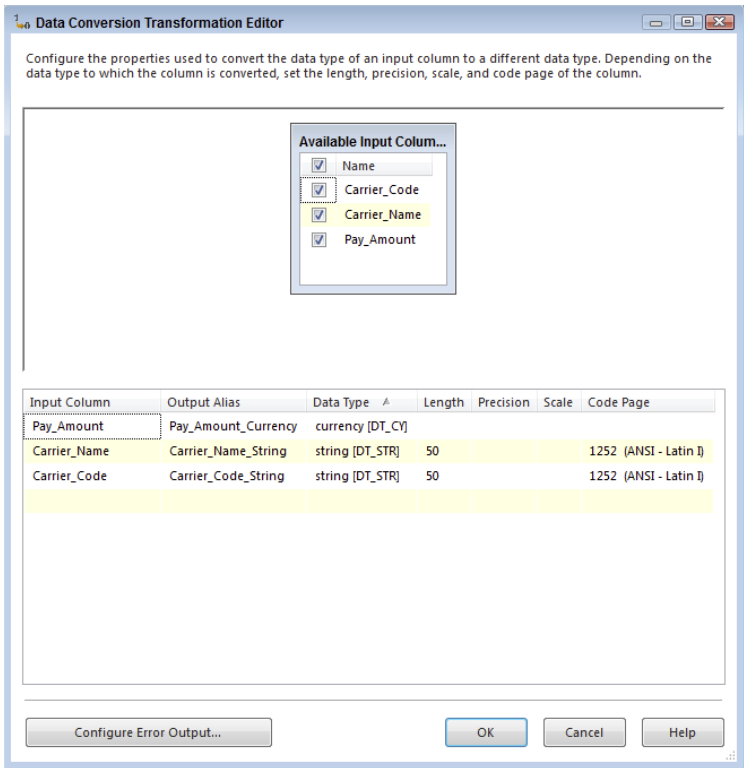 Data Conversion Transformation Editor
Configure the properties used to convert the data type of an input column to a different data type. Depending on the
data type to which the column is converted, set the length, precision, scale, and code page of the column.
Available Input Colum...
Name
Carrier_Code
Carrier_Name
Pay_Amount
Input Column Output Alias Data Type Length Precision Scale Code Page
Pay_Amount Pay_Amount_Currency currency [DT_CY]
Carrier_Name Carrier_Name_String string [DT_STR] 50 1252 (ANSI - Latin I)
Carrier_Code Carrier_Code_String string [DT_STR] 50 1252 (ANSI - Latin I)
Configure Error Output... OK Cancel Help